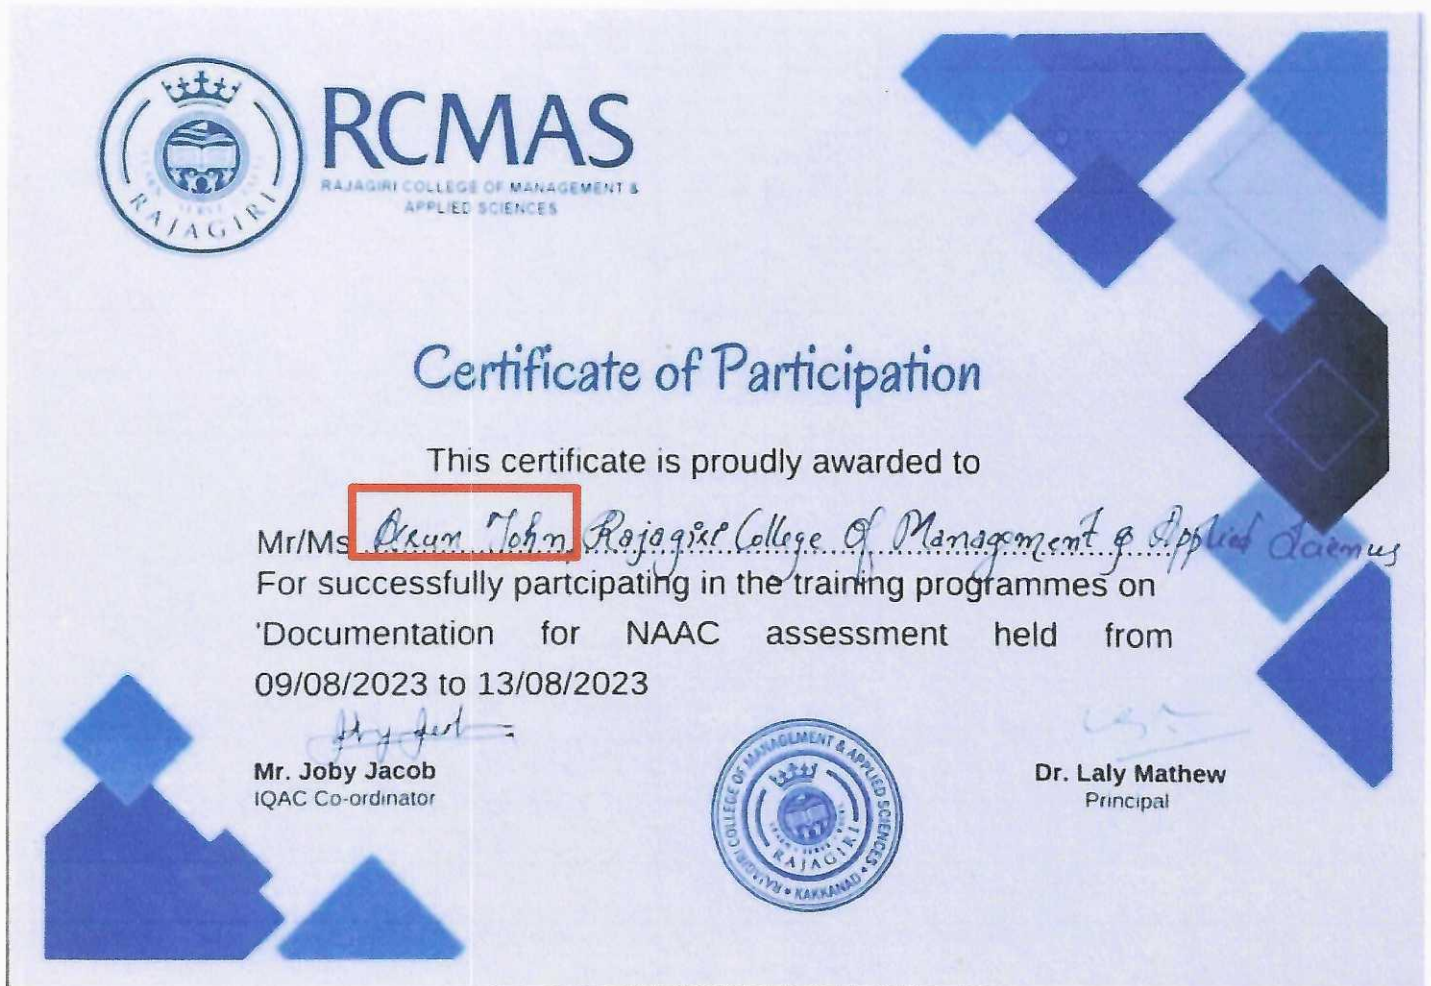 RCMAS
RAJAGIRI COLLEGE OF MANAGEMENT &
APPLIED SCIENCES
RAJAGIRI
Certificate of Participation
This certificate is proudly awarded to
Mr/Ms Arun John, Rajagiri College Of Management & Applied Sciences
For successfully partcipating in the training programmes on
'Documentation for NAAC assessment held from
09/08/2023 to 13/08/2023
Mr. Joby Jacob
IQAC Co-ordinator
RAJAGIRI COLLEGE OF MANAGEMENT & APPLIED SCIENCES • KAKKANAD •
RAJAGIRI
Dr. Laly Mathew
Principal